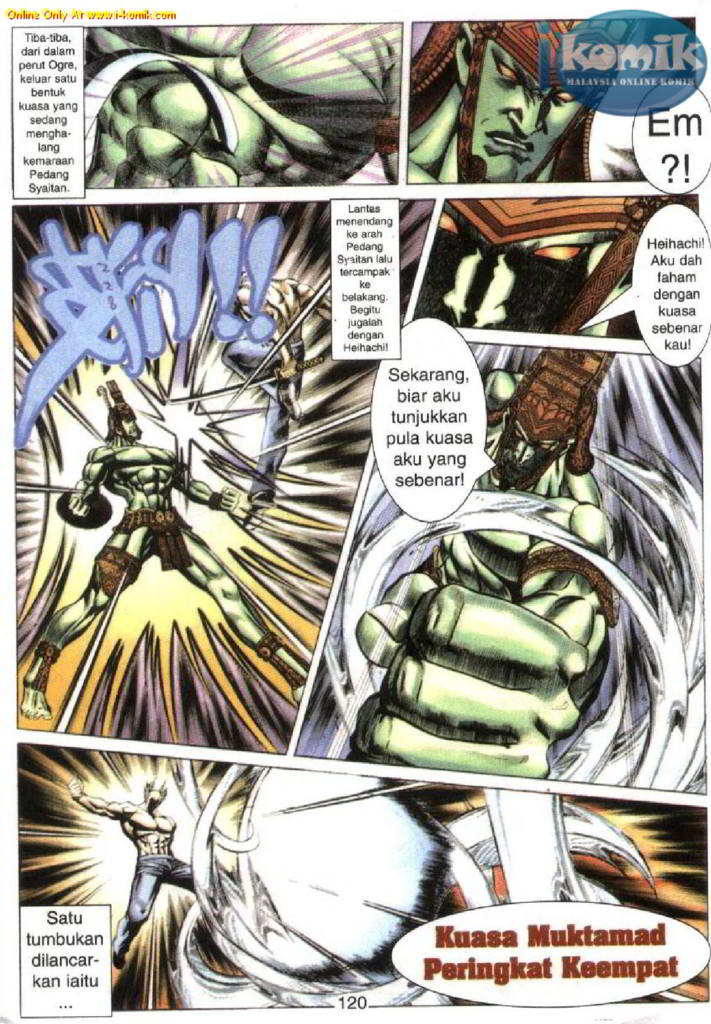 Online Only At www.i-komik.com
ikomik
MALAYSIA ONLINE KOMIK
Tiba-tiba,
dari dalam
perut Ogre,
keluar satu
bentuk
kuasa yang
sedang
mengha-
lang
kemaraan
Pedang
Syaitan.
Em
?!
Lantas
menendang
ke arah
Pedang
Syaitan lalu
tercampak
ke
belakang.
Begitu
jugalah
dengan
Heihachi!
Heihachi!
Aku dah
faham
dengan
kuasa
sebenar
kau!
!!
228
Sekarang,
biar aku
tunjukkan
pula kuasa
aku yang
sebenar!
Satu
tumbukan
dilancar-
kan iaitu
...
Kuasa Muktamad
Peringkat Keempat
120